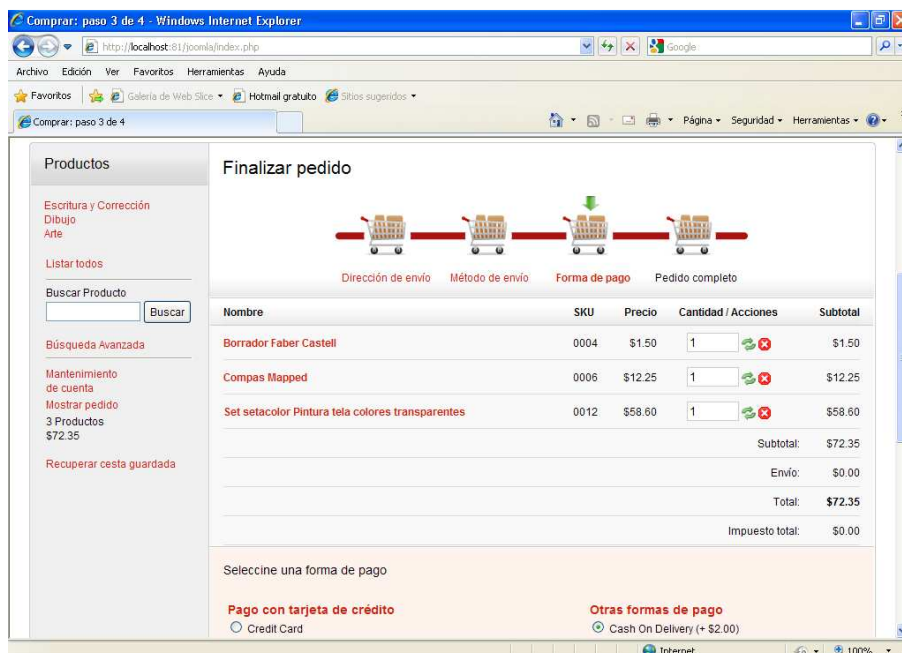 Comprar: paso 3 de 4 - Windows Internet Explorer
http://localhost:81/joomla/index.php
Google
Archivo Edición Ver Favoritos Herramientas Ayuda
Favoritos Galería de Web Slice Hotmail gratuito Sitios sugeridos
Comprar: paso 3 de 4 Página Seguridad Herramientas
Productos
Escritura y Corrección
Dibujo
Arte
Listar todos
Buscar Producto
Buscar
Búsqueda Avanzada
Mantenimiento
de cuenta
Mostrar pedido
3 Productos
$72.35
Recuperar cesta guardada
Finalizar pedido
Dirección de envío Método de envío Forma de pago Pedido completo
Nombre SKU Precio Cantidad / Acciones Subtotal
Borrador Faber Castell 0004 $1.50 1 $1.50
Compas Mapped 0006 $12.25 1 $12.25
Set setacolor Pintura tela colores transparentes 0012 $58.60 1 $58.60
Subtotal: $72.35
Envío: $0.00
Total: $72.35
Impuesto total: $0.00
Seleccine una forma de pago
Pago con tarjeta de crédito Otras formas de pago
Credit Card Cash On Delivery (+ $2.00)
Internet 100%